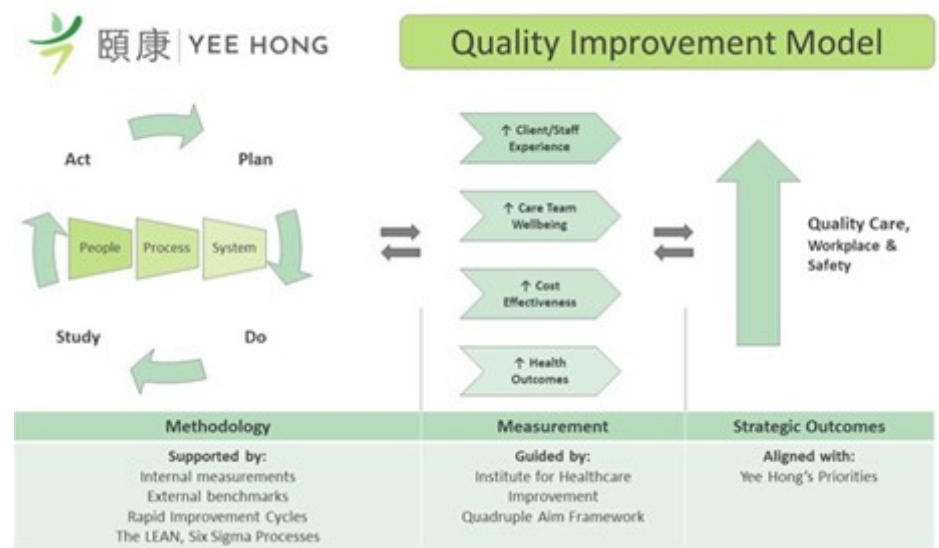 頤康 | YEE HONG
Quality Improvement Model
Act
Plan
People
Process
System
Study
Do
↑ Client/Staff
Experience
↑ Care Team
Wellbeing
↑ Cost
Effectiveness
↑ Health
Outcomes
Quality Care,
Workplace &
Safety
Methodology
Supported by:
Internal measurements
External benchmarks
Rapid Improvement Cycles
The LEAN, Six Sigma Processes
Measurement
Guided by:
Institute for Healthcare
Improvement
Quadruple Aim Framework
Strategic Outcomes
Aligned with:
Yee Hong's Priorities